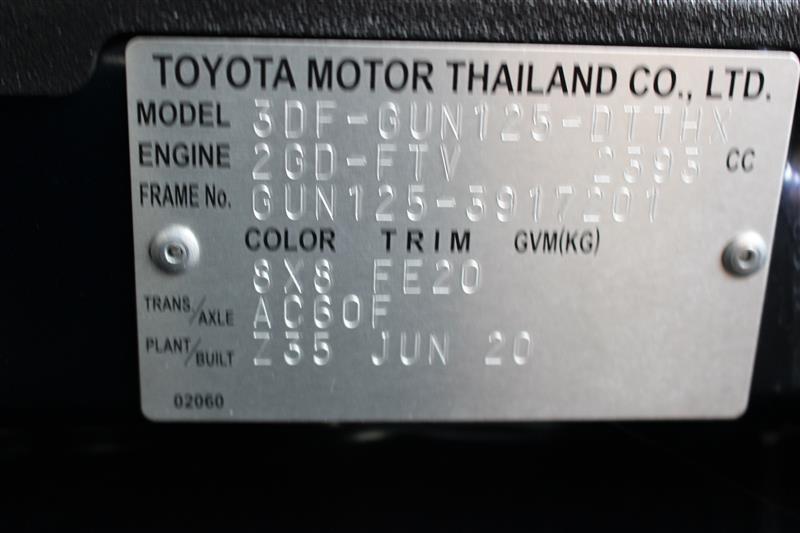 TOYOTA MOTOR THAILAND CO., LTD.
MODEL 3DF-GUN125-DTTHX
ENGINE 2GD-FTV 2393 CC
FRAME No. GUN125-3917201
COLOR TRIM GVM(KG)
8X8 FE20
TRANS/AXLE AC60F
PLANT/BUILT Z35 JUN 20
02060